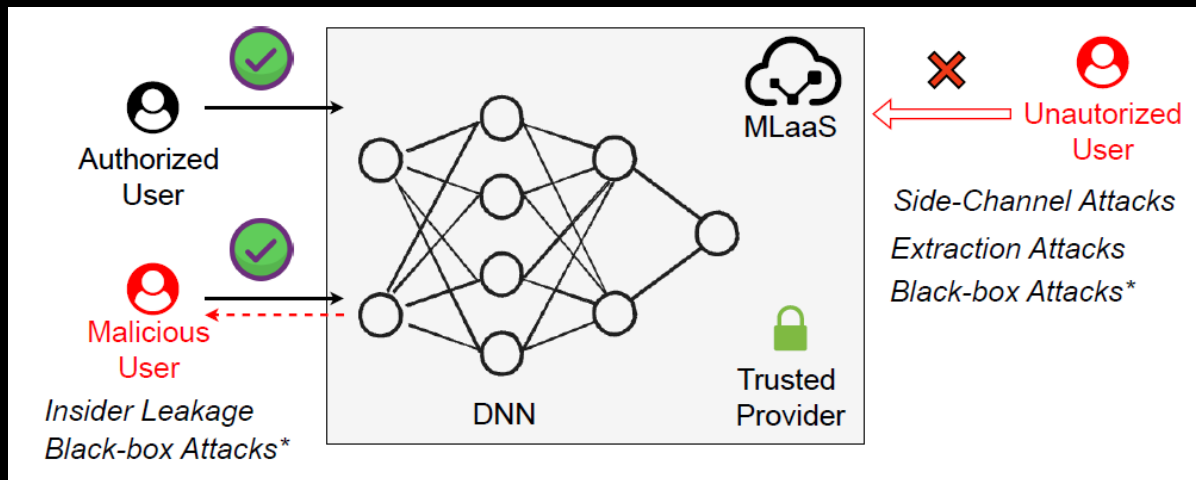 Authorized
User
Malicious
User
Insider Leakage
Black-box Attacks*
MLaaS
DNN
Trusted
Provider
Unautorized
User
Side-Channel Attacks
Extraction Attacks
Black-box Attacks*